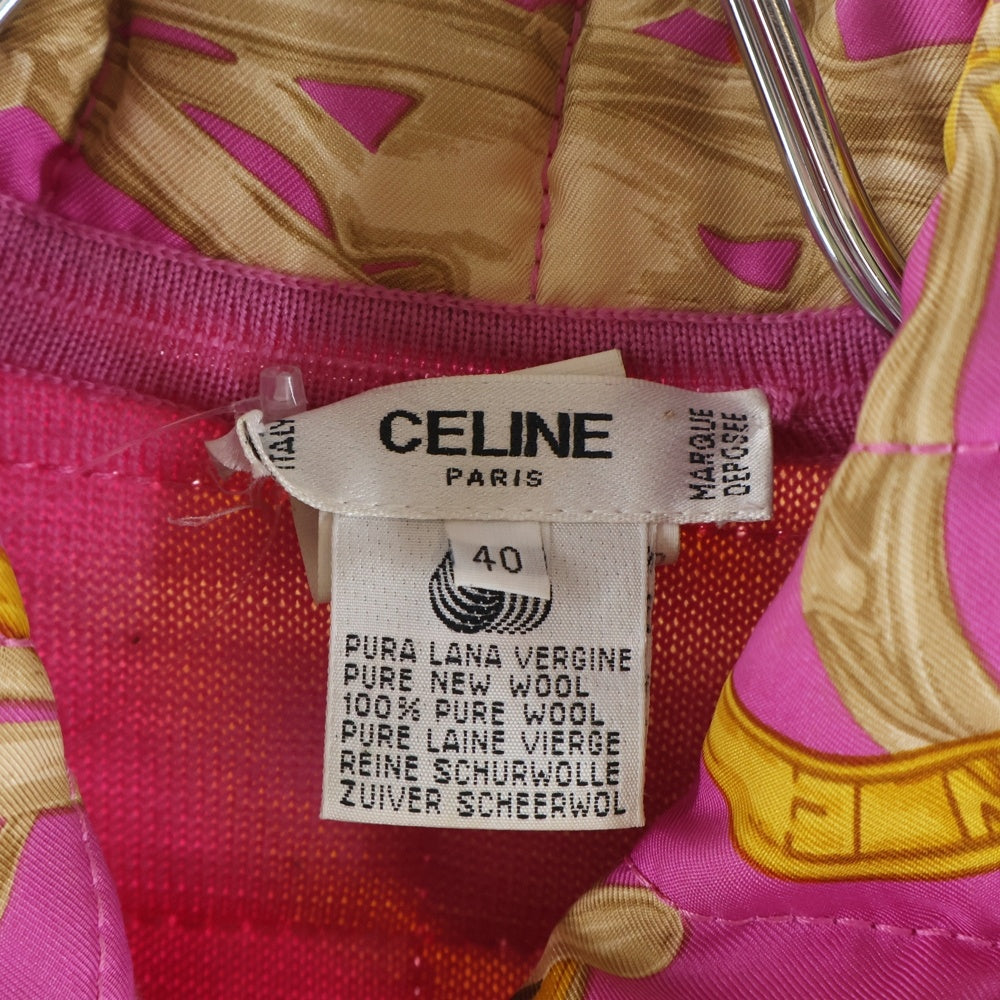 ITALY
CELINE
PARIS
MARQUE
DEPOSEE
40
PURA LANA VERGINE
PURE NEW WOOL
100% PURE WOOL
PURE LAINE VIERGE
REINE SCHURWOLLE
ZUIVER SCHEERWOL